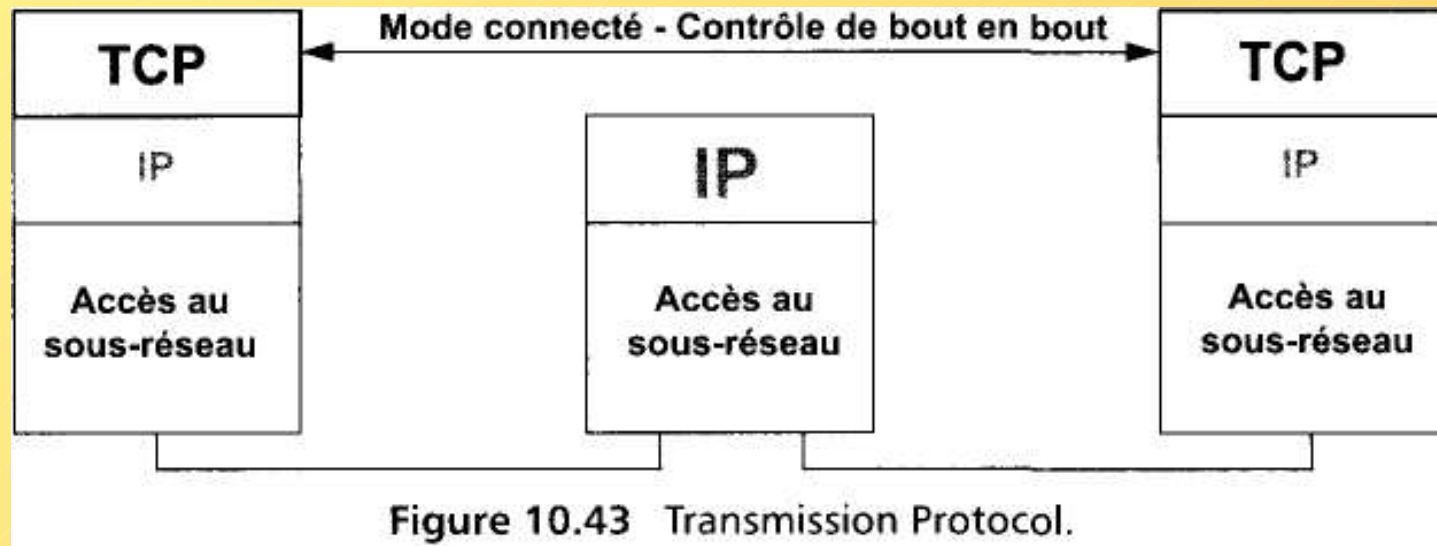 Mode connecté - Contrôle de bout en bout
TCP
TCP
IP
IP
IP
Accès au
sous-réseau
Accès au
sous-réseau
Accès au
sous-réseau
Figure 10.43 Transmission Protocol.